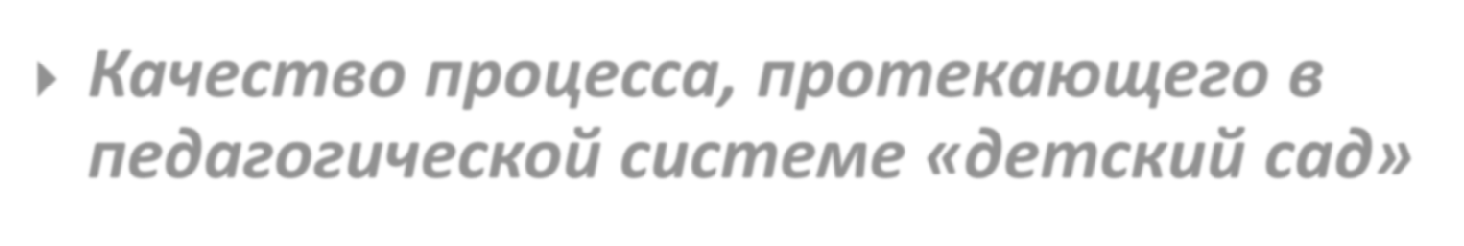 Качество процесса, протекающего в
педагогической системе «детский сад»